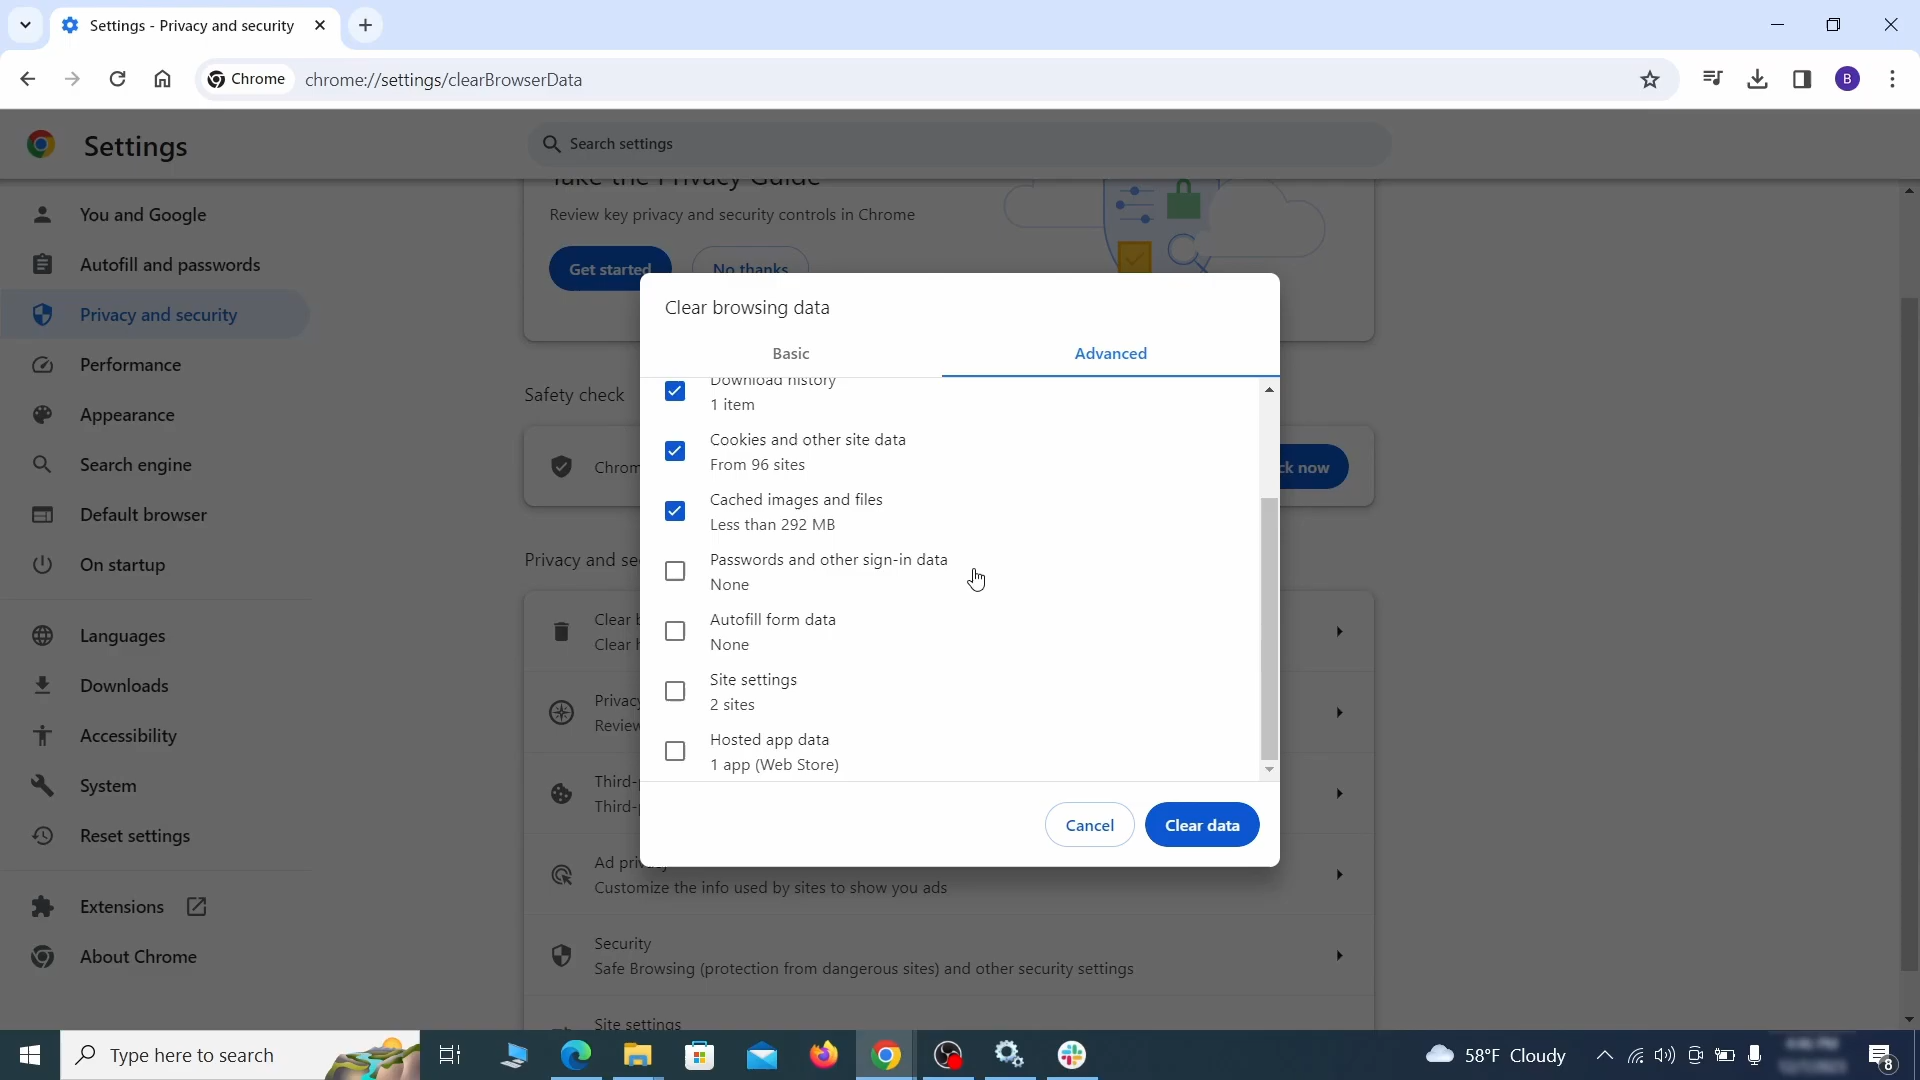 Settings - Privacy and security
Chrome
chrome://settings/clearBrowserData
B
Settings
Search settings
You and Google
Autofill and passwords
Privacy and security
Performance
Appearance
Search engine
Default browser
On startup
Languages
Downloads
Accessibility
System
Reset settings
Extensions
About Chrome
Take the Privacy Guide
Review key privacy and security controls in Chrome
Get started
No thanks
Safety check
Chrom
ck now
Privacy and se
Clear b
Clear h
Privacy
Review
Third-p
Third-p
Ad privacy
Customize the info used by sites to show you ads
Security
Safe Browsing (protection from dangerous sites) and other security settings
Site settings
Clear browsing data
Basic
Advanced
Download history
1 item
Cookies and other site data
From 96 sites
Cached images and files
Less than 292 MB
Passwords and other sign-in data
None
Autofill form data
None
Site settings
2 sites
Hosted app data
1 app (Web Store)
Cancel
Clear data
Type here to search
58°F Cloudy
8